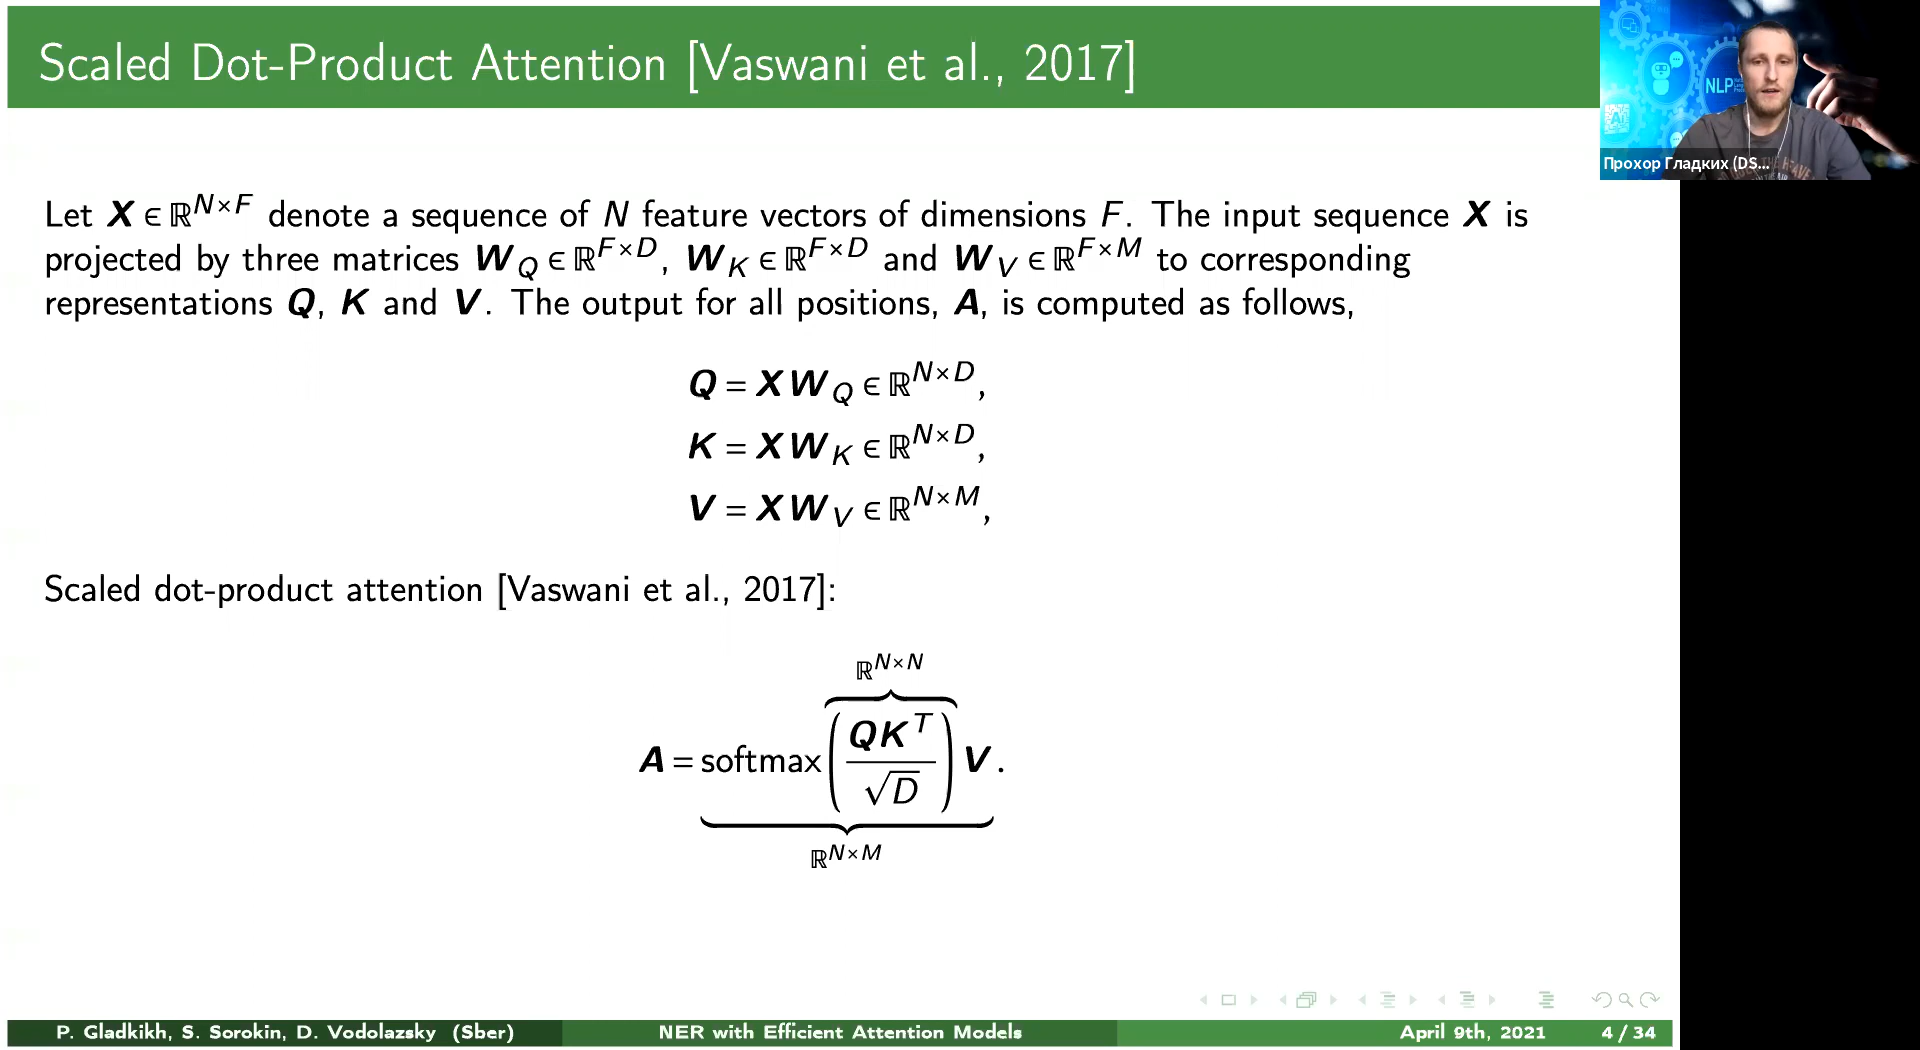 Scaled Dot-Product Attention [Vaswani et al., 2017]
NLP
Прохор Гладких (DS...
Let X ∈ ℝ^{N×F} denote a sequence of N feature vectors of dimensions F. The input sequence X is
projected by three matrices W_Q ∈ ℝ^{F×D}, W_K ∈ ℝ^{F×D} and W_V ∈ ℝ^{F×M} to corresponding
representations Q, K and V. The output for all positions, A, is computed as follows,
Q = XW_Q ∈ ℝ^{N×D},
K = XW_K ∈ ℝ^{N×D},
V = XW_V ∈ ℝ^{N×M},
Scaled dot-product attention [Vaswani et al., 2017]:
ℝ^{N×N}
A = softmax(QK^T / √D) V.
ℝ^{N×M}
P. Gladkikh, S. Sorokin, D. Vodolazsky (Sber) NER with Efficient Attention Models April 9th, 2021 4 / 34